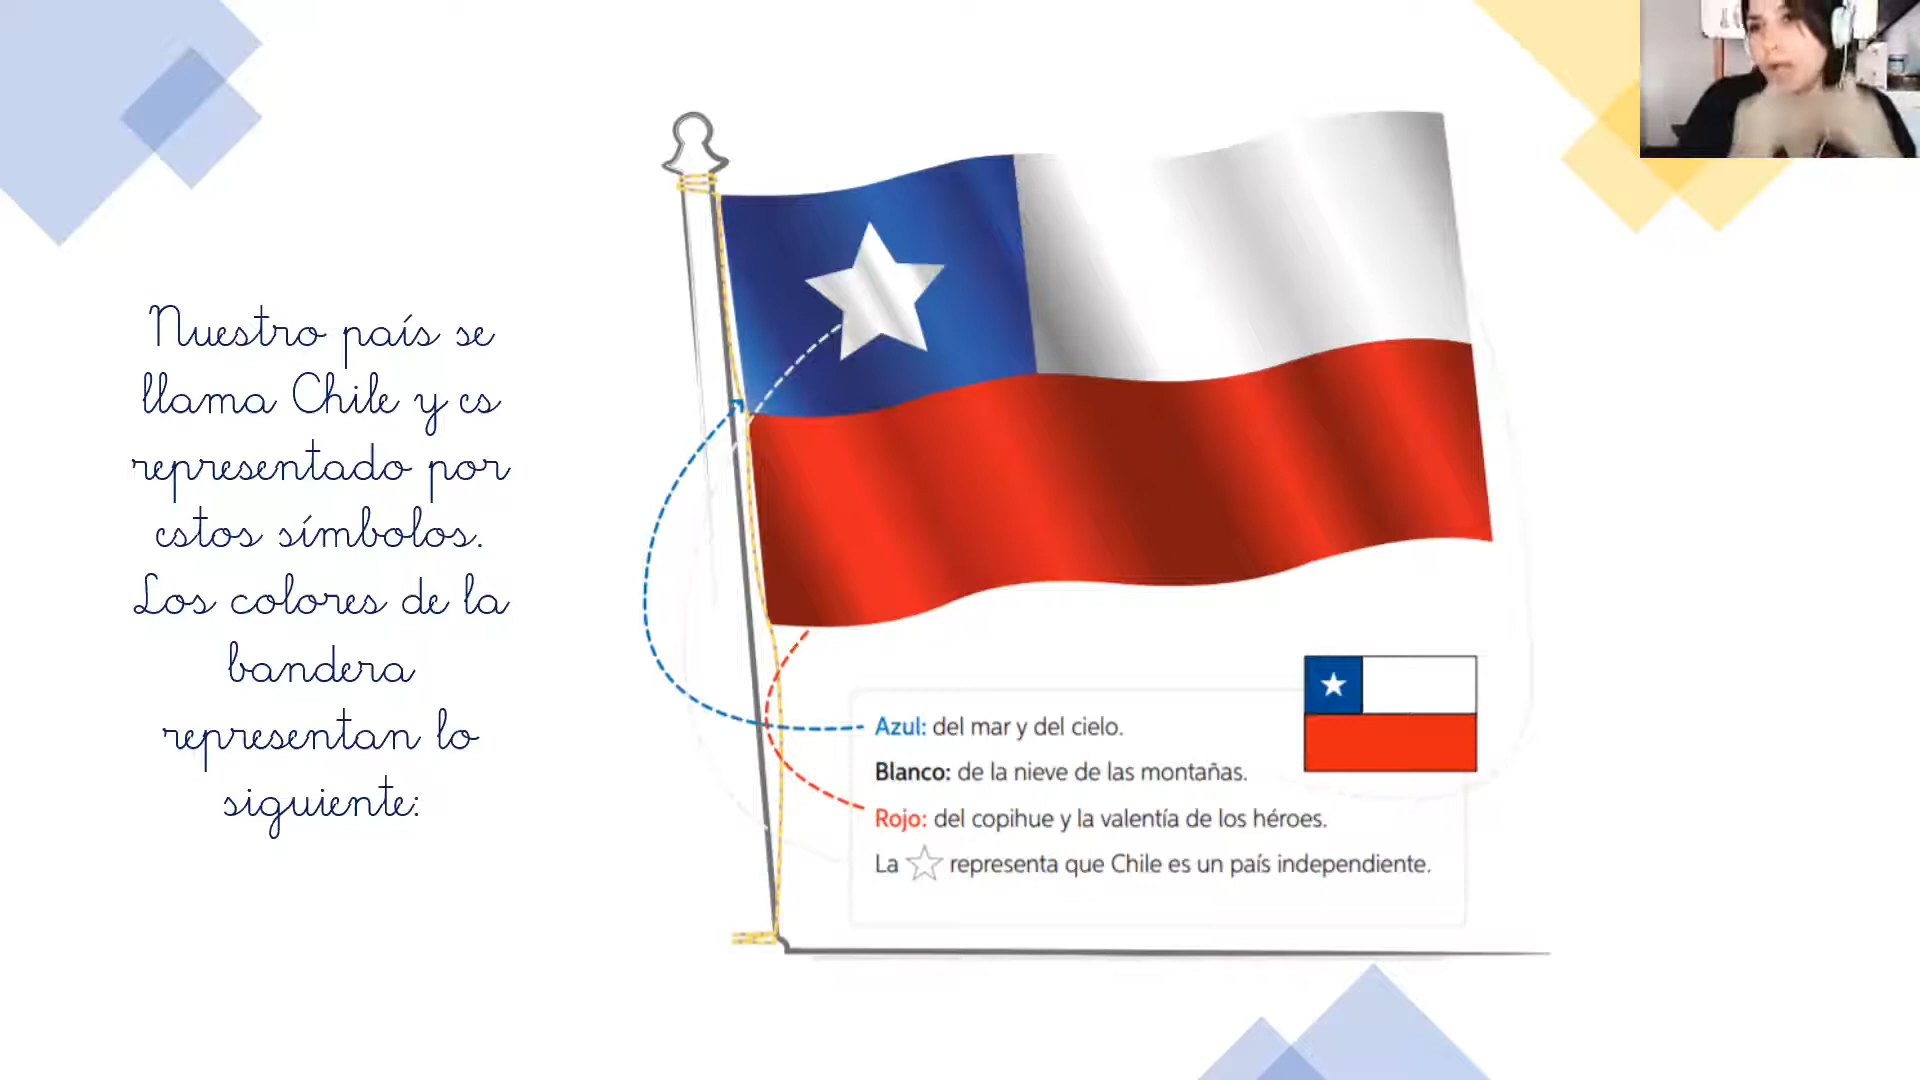 Nuestro país se
llama Chile y es
representado por
estos símbolos.
Los colores de la
bandera
representan lo
siguiente:
Azul: del mar y del cielo.
Blanco: de la nieve de las montañas.
Rojo: del copihue y la valentía de los héroes.
La ☆ representa que Chile es un país independiente.